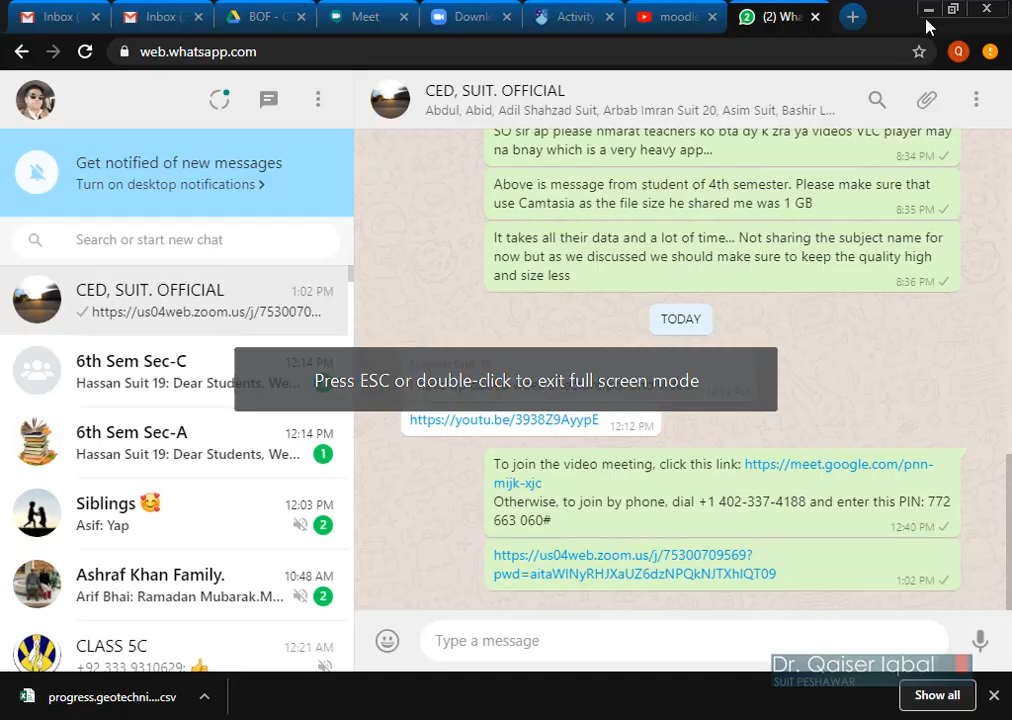 Inbox (
Inbox (
BOF - C
Meet
Downl
Activity
moodle
(2) Wha
web.whatsapp.com
Q
CED, SUIT. OFFICIAL
Abdul, Abid, Adil Shahzad Suit, Arbab Imran Suit 20, Asim Suit, Bashir L...
Get notified of new messages
Turn on desktop notifications >
Search or start new chat
CED, SUIT. OFFICIAL
1:02 PM
https://us04web.zoom.us/j/7530070...
6th Sem Sec-C
12:14 PM
Hassan Suit 19: Dear Students, We...
6th Sem Sec-A
12:14 PM
Hassan Suit 19: Dear Students, We...
1
Siblings 🥰
12:03 PM
Asif: Yap
2
Ashraf Khan Family.
10:48 AM
Arif Bhai: Ramadan Mubarak.M...
2
CLASS 5C
12:21 AM
+92 333 9310629: 👍
SO sir ap please hmarat teachers ko bta dy k zra ya videos VLC player may
na bnay which is a very heavy app...
8:34 PM
Above is message from student of 4th semester. Please make sure that
use Camtasia as the file size he shared me was 1 GB
8:35 PM
It takes all their data and a lot of time... Not sharing the subject name for
now but as we discussed we should make sure to keep the quality high
and size less
8:36 PM
TODAY
Press ESC or double-click to exit full screen mode
https://youtu.be/3938Z9AyypE
12:12 PM
To join the video meeting, click this link: https://meet.google.com/pnn-
mijk-xjc
Otherwise, to join by phone, dial +1 402-337-4188 and enter this PIN: 772
663 060#
12:40 PM
https://us04web.zoom.us/j/75300709569?
pwd=aitaWlNyRHJXaUZ6dzNPQkNJTXhIQT09
1:02 PM
Type a message
Dr. Qaiser Iqbal
SUIT PESHAWAR
progress.geotechni....csv
Show all